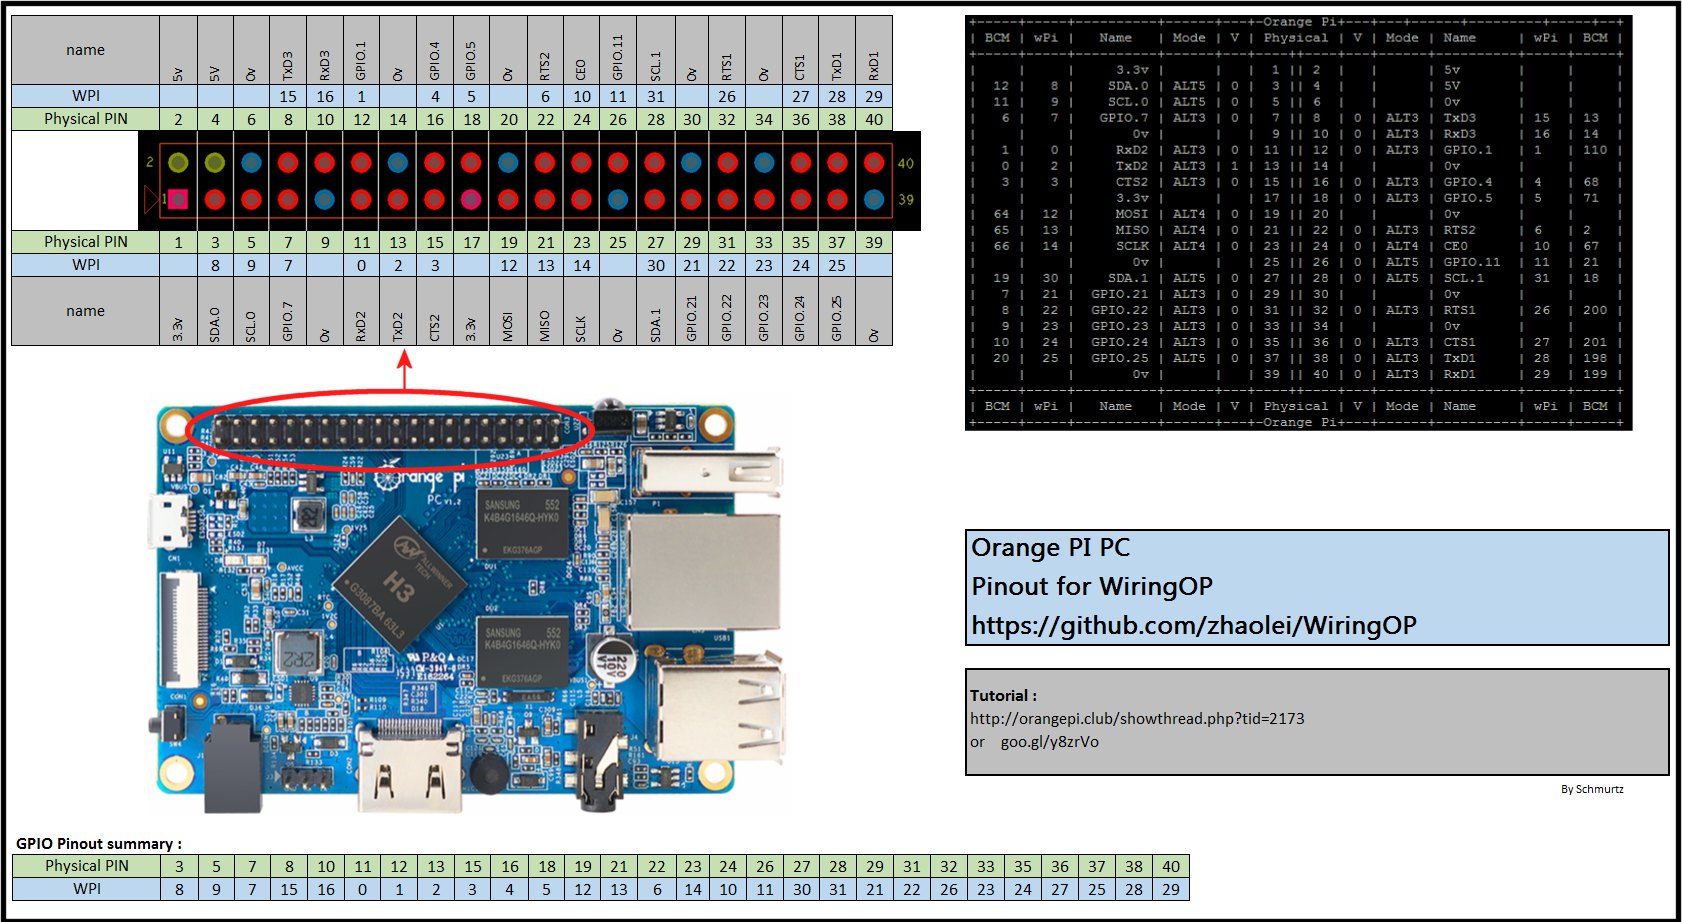 name 5v 5V 0v TxD3 RxD3 GPIO.1 0v GPIO.4 GPIO.5 0v RTS2 CE0 GPIO.11 SCL.1 0v RTS1 0v CTS1 TxD1 RxD1
WPI 15 16 1 4 5 6 10 11 31 26 27 28 29
Physical PIN 2 4 6 8 10 12 14 16 18 20 22 24 26 28 30 32 34 36 38 40
2 40
1 39
Physical PIN 1 3 5 7 9 11 13 15 17 19 21 23 25 27 29 31 33 35 37 39
WPI 8 9 7 0 2 3 12 13 14 30 21 22 23 24 25
name 3.3v SDA.0 SCL.0 GPIO.7 0v RxD2 TxD2 CTS2 3.3v MOSI MISO SCLK 0v SDA.1 GPIO.21 GPIO.22 GPIO.23 GPIO.24 GPIO.25 0v
+-----+-----+----------+------+---+-Orange Pi+---+------+---------+-----+--+
| BCM | wPi | Name | Mode | V | Physical | V | Mode | Name | wPi | BCM |
| | | 3.3v | | | 1 || 2 | | | 5v | | |
| 12 | 8 | SDA.0 | ALT5 | 0 | 3 || 4 | | | 5V | | |
| 11 | 9 | SCL.0 | ALT5 | 0 | 5 || 6 | | | 0v | | |
| 6 | 7 | GPIO.7 | ALT3 | 0 | 7 || 8 | 0 | ALT3 | TxD3 | 15 | 13 |
| | | 0v | | | 9 || 10 | 0 | ALT3 | RxD3 | 16 | 14 |
| 1 | 0 | RxD2 | ALT3 | 0 | 11 || 12 | 0 | ALT3 | GPIO.1 | 1 | 110 |
| 0 | 2 | TxD2 | ALT3 | 1 | 13 || 14 | | | 0v | | |
| 3 | 3 | CTS2 | ALT3 | 0 | 15 || 16 | 0 | ALT3 | GPIO.4 | 4 | 68 |
| | | 3.3v | | | 17 || 18 | 0 | ALT3 | GPIO.5 | 5 | 71 |
| 64 | 12 | MOSI | ALT4 | 0 | 19 || 20 | | | 0v | | |
| 65 | 13 | MISO | ALT4 | 0 | 21 || 22 | 0 | ALT3 | RTS2 | 6 | 2 |
| 66 | 14 | SCLK | ALT4 | 0 | 23 || 24 | 0 | ALT4 | CE0 | 10 | 67 |
| | | 0v | | | 25 || 26 | 0 | ALT5 | GPIO.11 | 11 | 21 |
| 19 | 30 | SDA.1 | ALT5 | 0 | 27 || 28 | 0 | ALT5 | SCL.1 | 31 | 18 |
| 7 | 21 | GPIO.21 | ALT3 | 0 | 29 || 30 | | | 0v | | |
| 8 | 22 | GPIO.22 | ALT3 | 0 | 31 || 32 | 0 | ALT3 | RTS1 | 26 | 200 |
| 9 | 23 | GPIO.23 | ALT3 | 0 | 33 || 34 | | | 0v | | |
| 10 | 24 | GPIO.24 | ALT3 | 0 | 35 || 36 | 0 | ALT3 | CTS1 | 27 | 201 |
| 20 | 25 | GPIO.25 | ALT5 | 0 | 37 || 38 | 0 | ALT3 | TxD1 | 28 | 198 |
| | | 0v | | | 39 || 40 | 0 | ALT3 | RxD1 | 29 | 199 |
| BCM | wPi | Name | Mode | V | Physical | V | Mode | Name | wPi | BCM |
+-----+-----+----------+------+---+-Orange Pi+---+------+---------+-----+--+
Orange Pi
PC V1.2
SAMSUNG 552
K4B4G1646Q-HYK0
EKG376AGP
ALLWINNER
TECH
H3
G3087BA 63L3
SAMSUNG 552
K4B4G1646Q-HYK0
EKG376AGP
2R2
2R2
P&Q
E162264
220
10V
VT
Orange PI PC
Pinout for WiringOP
https://github.com/zhaolei/WiringOP
Tutorial :
http://orangepi.club/showthread.php?tid=2173
or goo.gl/y8zrVo
By Schmurtz
GPIO Pinout summary :
Physical PIN 3 5 7 8 10 11 12 13 15 16 18 19 21 22 23 24 26 27 28 29 31 32 33 35 36 37 38 40
WPI 8 9 7 15 16 0 1 2 3 4 5 12 13 6 14 10 11 30 31 21 22 26 23 24 27 25 28 29